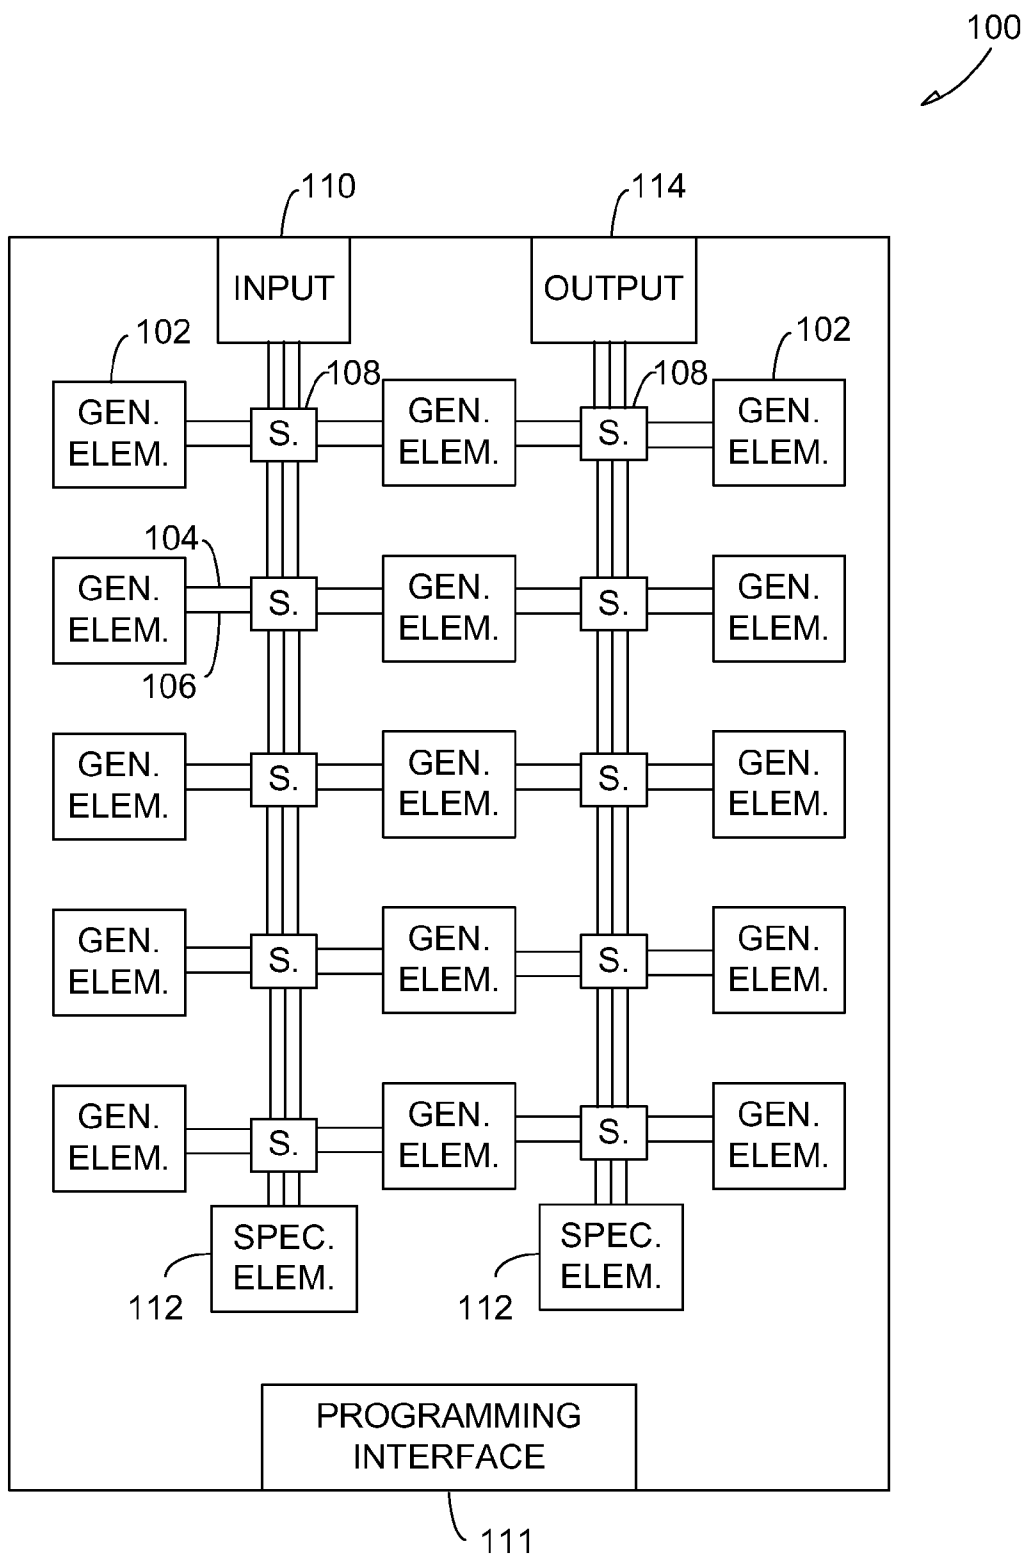 100
110
114
INPUT
OUTPUT
102
102
108
108
GEN.
ELEM.
S.
GEN.
ELEM.
S.
GEN.
ELEM.
104
GEN.
ELEM.
S.
GEN.
ELEM.
S.
GEN.
ELEM.
106
GEN.
ELEM.
S.
GEN.
ELEM.
S.
GEN.
ELEM.
GEN.
ELEM.
S.
GEN.
ELEM.
S.
GEN.
ELEM.
GEN.
ELEM.
S.
GEN.
ELEM.
S.
GEN.
ELEM.
SPEC.
ELEM.
SPEC.
ELEM.
112
112
PROGRAMMING
INTERFACE
111